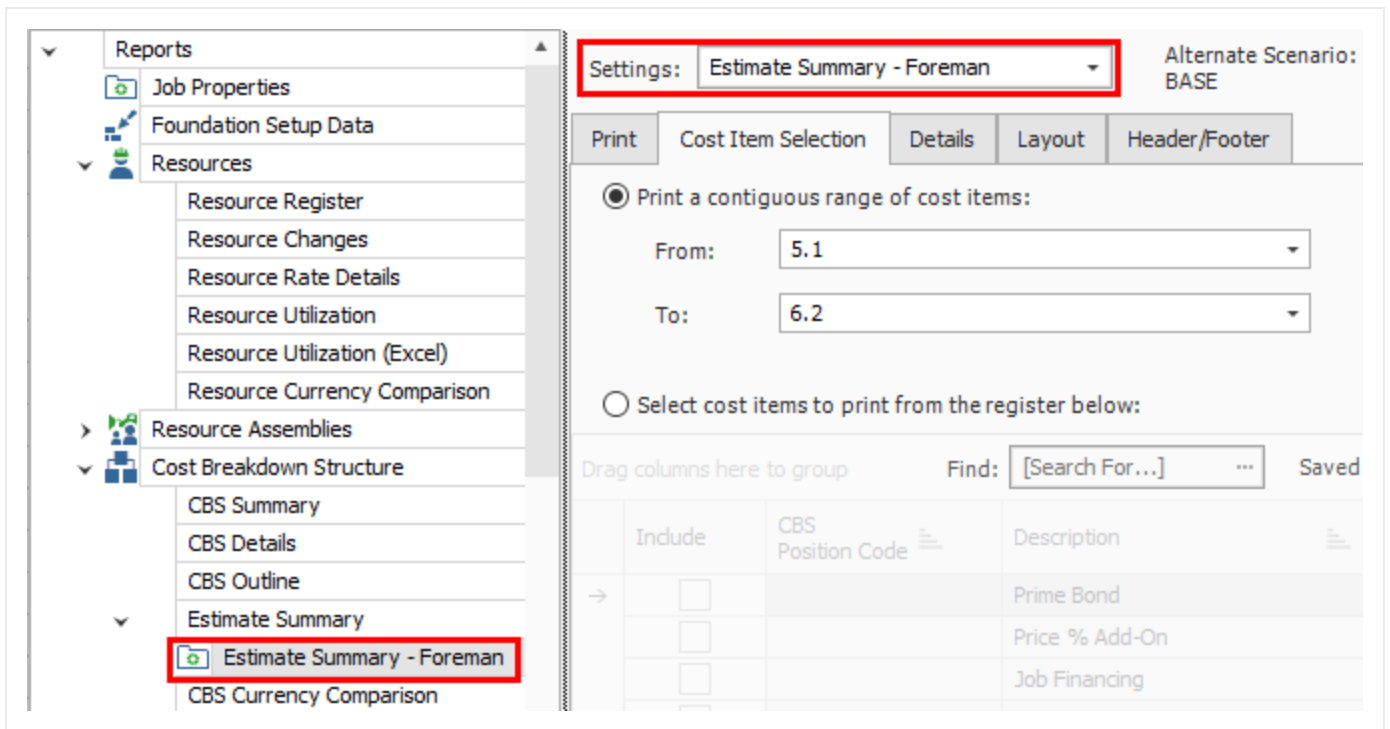 Reports
Job Properties
Foundation Setup Data
Resources
Resource Register
Resource Changes
Resource Rate Details
Resource Utilization
Resource Utilization (Excel)
Resource Currency Comparison
Resource Assemblies
Cost Breakdown Structure
CBS Summary
CBS Details
CBS Outline
Estimate Summary
Estimate Summary - Foreman
CBS Currency Comparison
Settings: Estimate Summary - Foreman
Alternate Scenario:
BASE
Print Cost Item Selection Details Layout Header/Footer
Print a contiguous range of cost items:
From: 5.1
To: 6.2
Select cost items to print from the register below:
Drag columns here to group Find: [Search For...] ... Saved
Include CBS Position Code Description
Prime Bond
Price % Add-On
Job Financing